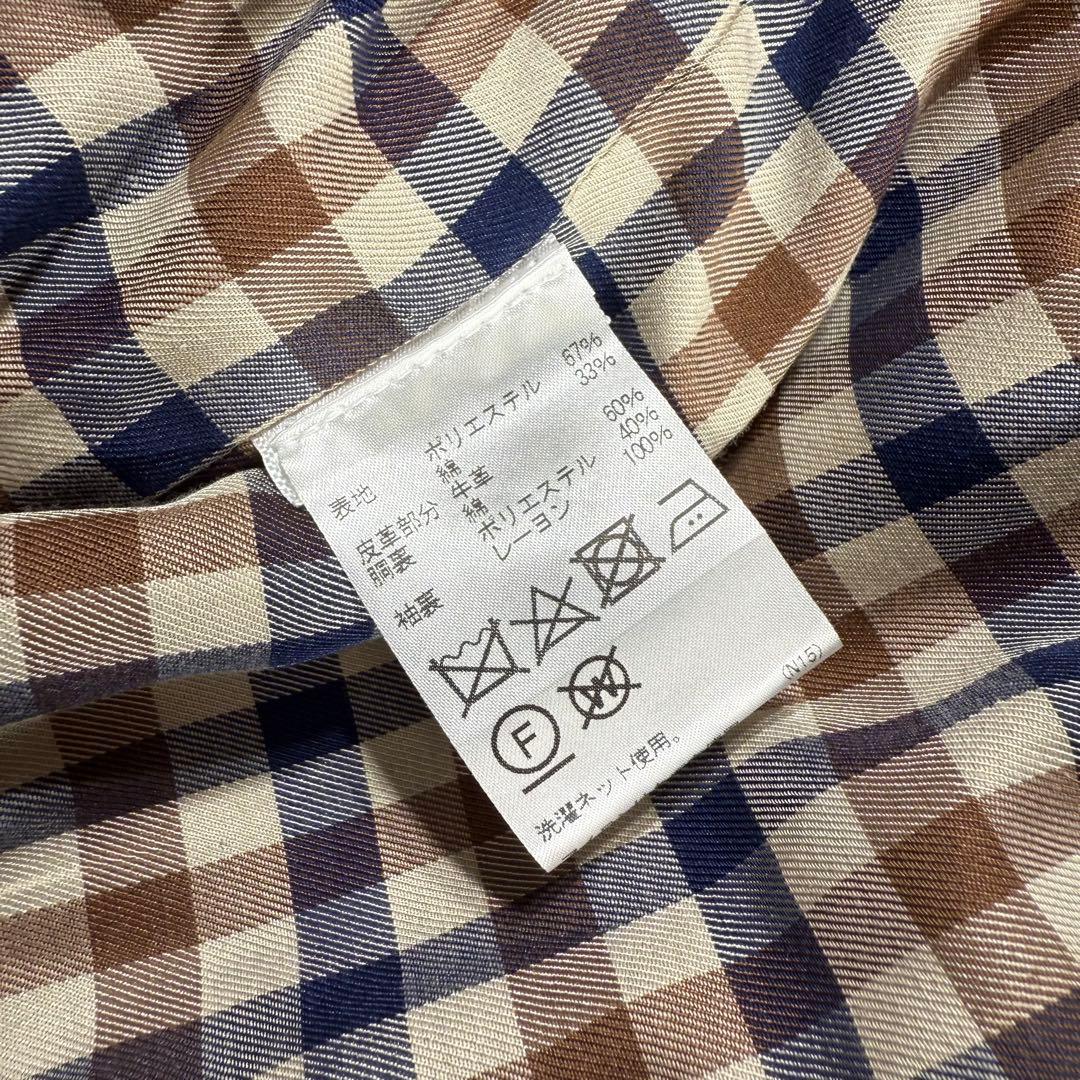 表地 ポリエステル 67%
綿 33%
皮革部分 牛革
胴裏 綿 60%
ポリエステル 40%
袖裏 レーヨン 100%
F
W
洗濯ネット使用。
(N15)